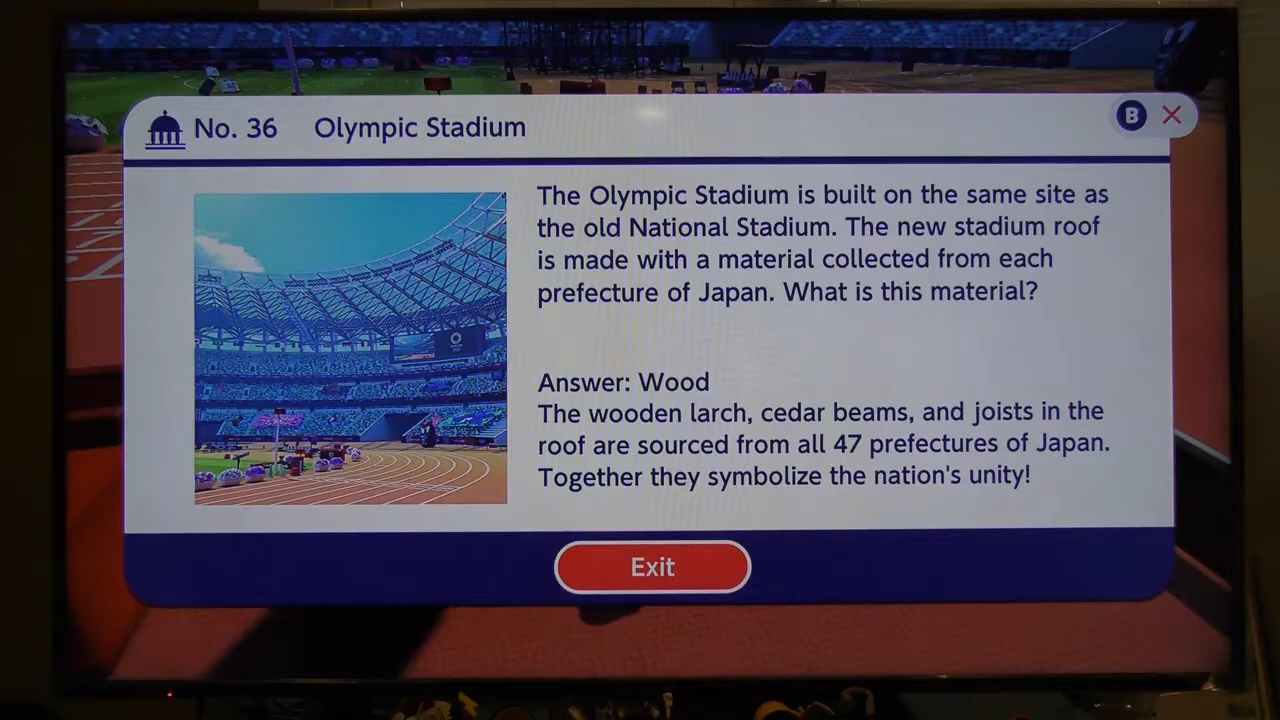 No. 36 Olympic Stadium
B
The Olympic Stadium is built on the same site as
the old National Stadium. The new stadium roof
is made with a material collected from each
prefecture of Japan. What is this material?
Answer: Wood
The wooden larch, cedar beams, and joists in the
roof are sourced from all 47 prefectures of Japan.
Together they symbolize the nation's unity!
Exit